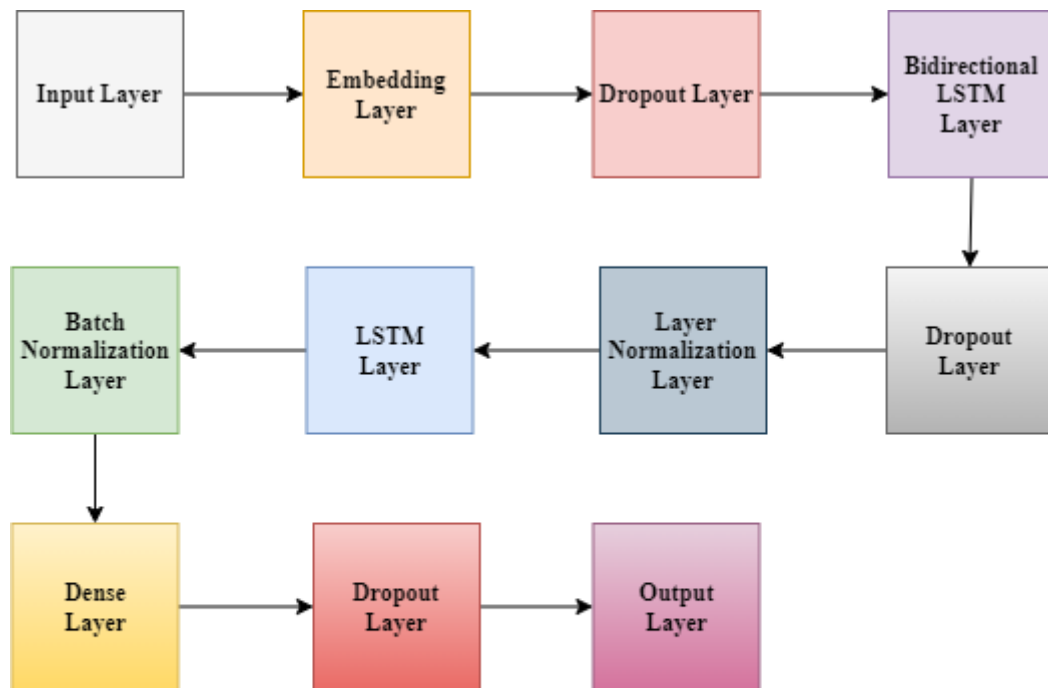 Input Layer
Embedding
Layer
Dropout Layer
Bidirectional
LSTM
Layer
Dropout
Layer
Layer
Normalization
Layer
LSTM
Layer
Batch
Normalization
Layer
Dense
Layer
Dropout
Layer
Output
Layer